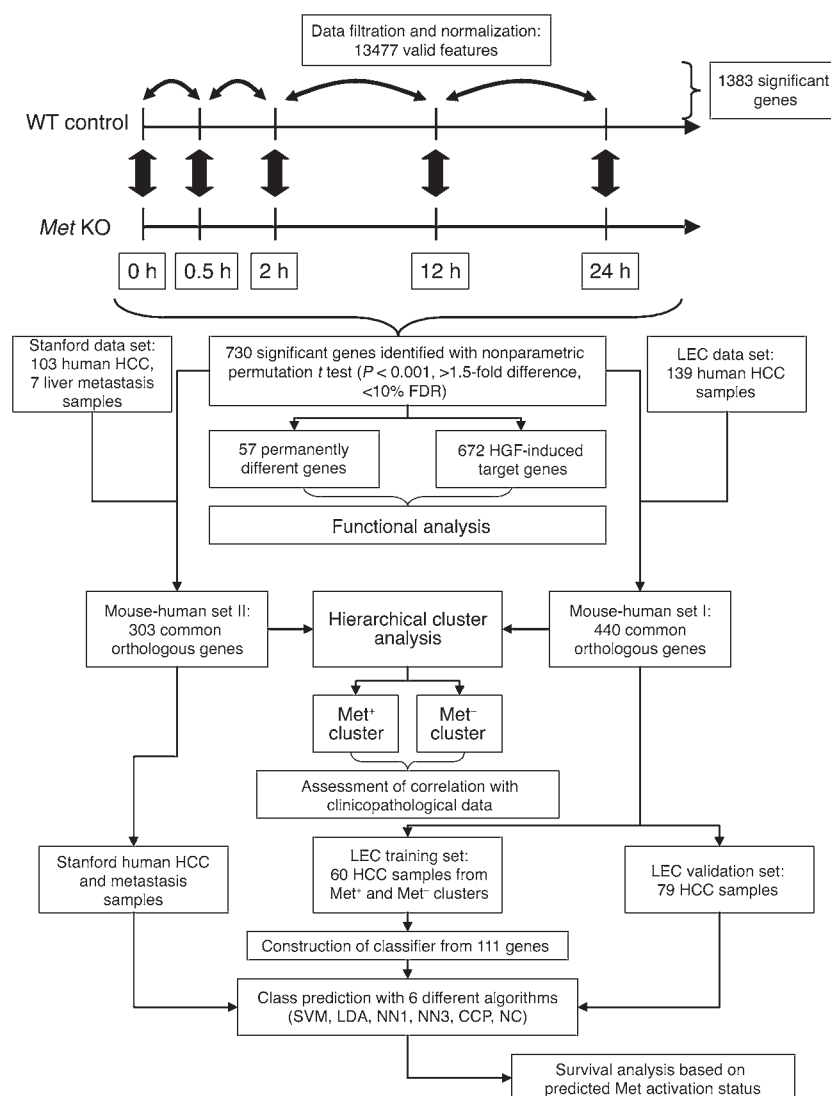 Data filtration and normalization:
13477 valid features
1383 significant
genes
WT control
Met KO
0 h
0.5 h
2 h
12 h
24 h
Stanford data set:
103 human HCC,
7 liver metastasis
samples
730 significant genes identified with nonparametric
permutation t test (P < 0.001, >1.5-fold difference,
<10% FDR)
LEC data set:
139 human HCC
samples
57 permanently
different genes
672 HGF-induced
target genes
Functional analysis
Mouse-human set II:
303 common
orthologous genes
Hierarchical cluster
analysis
Mouse-human set I:
440 common
orthologous genes
Met⁺
cluster
Met⁻
cluster
Assessment of correlation with
clinicopathological data
Stanford human HCC
and metastasis
samples
LEC training set:
60 HCC samples from
Met⁺ and Met⁻ clusters
LEC validation set:
79 HCC samples
Construction of classifier from 111 genes
Class prediction with 6 different algorithms
(SVM, LDA, NN1, NN3, CCP, NC)
Survival analysis based on
predicted Met activation status